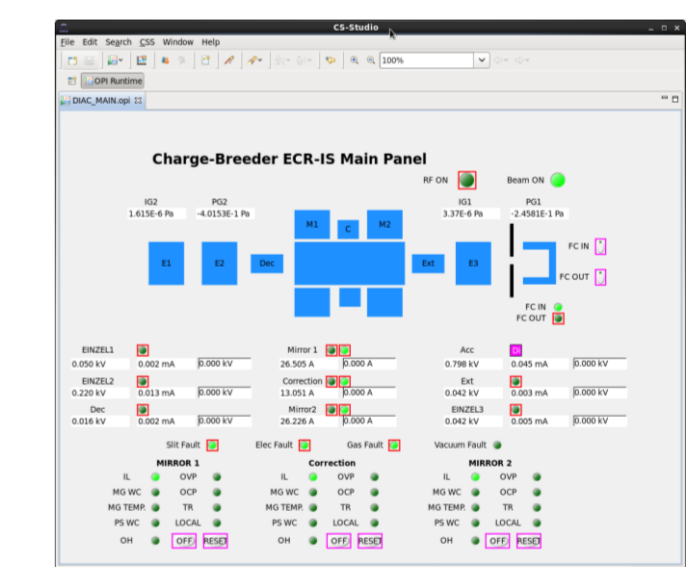 CS-Studio
File Edit Search CSS Window Help
100%
OPI Runtime
DIAC_MAIN.opi
Charge-Breeder ECR-IS Main Panel
RF ON Beam ON
IG2 PG2 IG1 PG1
1.615E-6 Pa -4.0153E-1 Pa 3.37E-6 Pa -2.4581E-1 Pa
M1 C M2
FC IN
E1 E2 Dec Ext E3
FC OUT
FC IN
FC OUT
EINZEL1 Mirror 1 Acc
0.050 kV 0.002 mA 0.000 kV 26.505 A 0.000 A 0.798 kV 0.045 mA 0.000 kV
EINZEL2 Correction Ext
0.220 kV 0.013 mA 0.000 kV 13.051 A 0.000 A 0.042 kV 0.003 mA 0.000 kV
Dec Mirror2 EINZEL3
0.016 kV 0.002 mA 0.000 kV 26.226 A 0.000 A 0.042 kV 0.005 mA 0.000 kV
Slit Fault Elec Fault Gas Fault Vacuum Fault
MIRROR 1 Correction MIRROR 2
IL OVP IL OVP IL OVP
MG WC OCP MG WC OCP MG WC OCP
MG TEMP. TR MG TEMP. TR MG TEMP. TR
PS WC LOCAL PS WC LOCAL PS WC LOCAL
OH OFF RESET OH OFF RESET OH OFF RESET